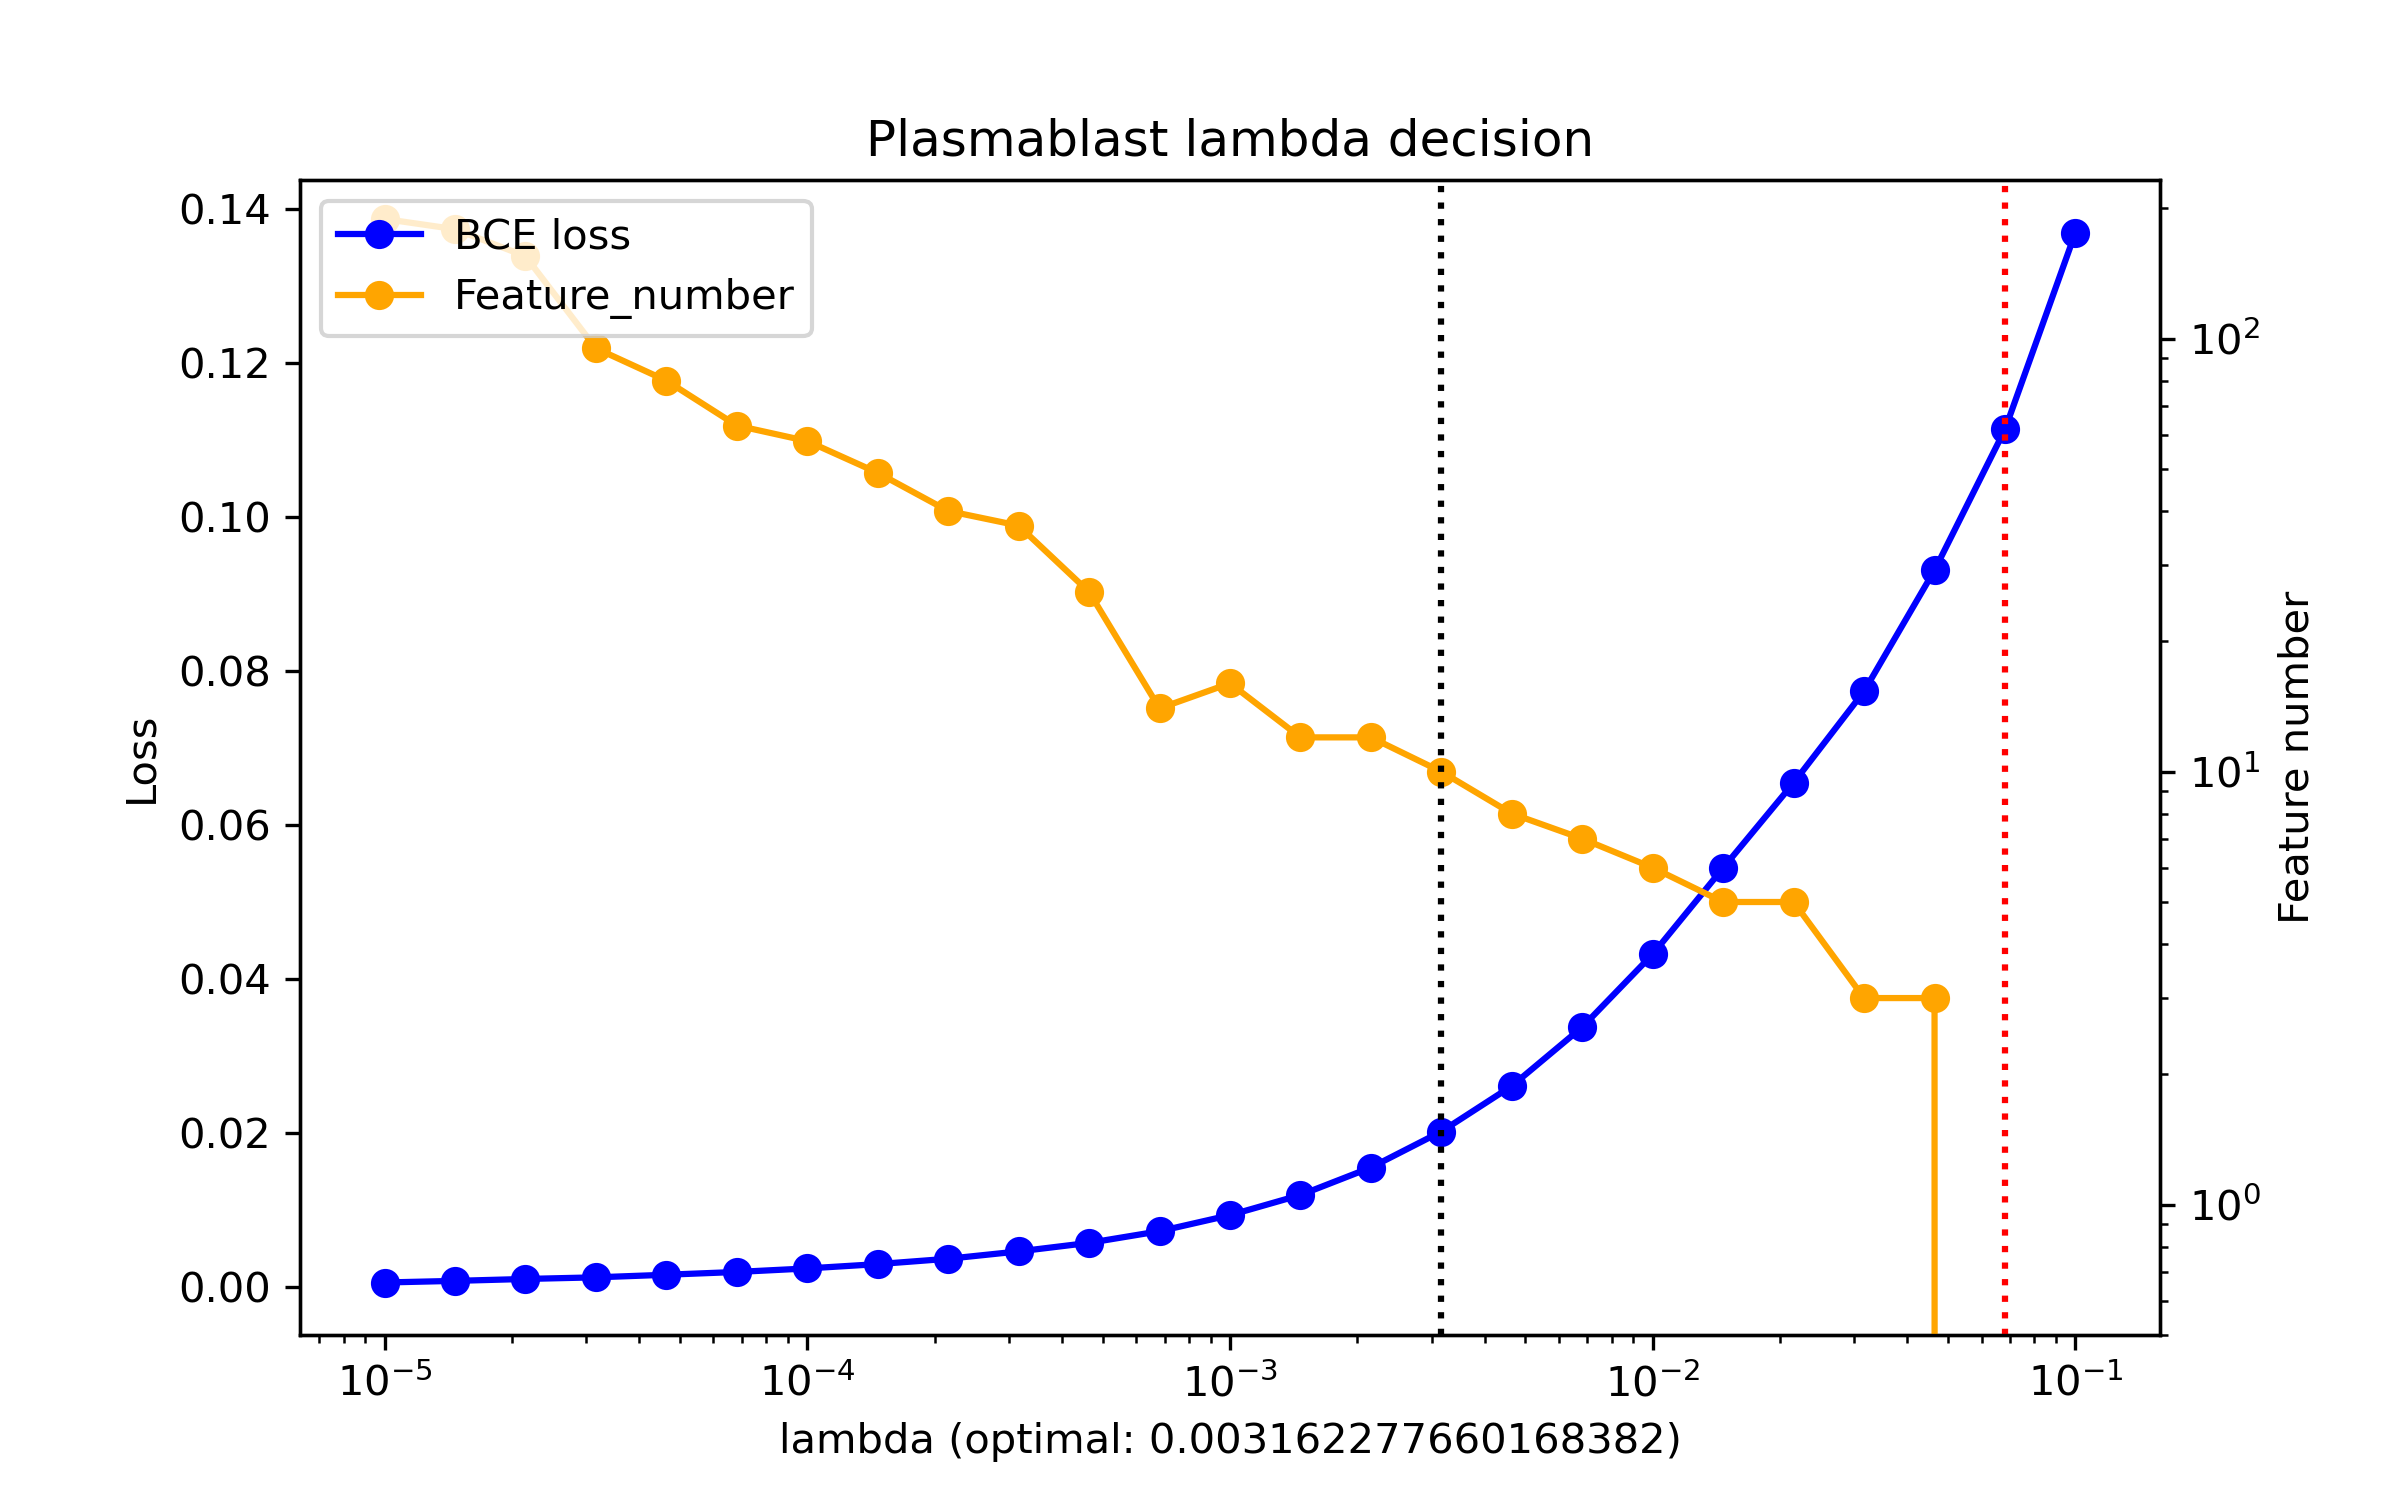 Plasmablast lambda decision
BCE loss
Feature_number
0.14
0.12
0.10
0.08
0.06
0.04
0.02
0.00
Loss
10²
10¹
10⁰
Feature number
10⁻⁵ 10⁻⁴ 10⁻³ 10⁻² 10⁻¹
lambda (optimal: 0.0031622776601683​82)